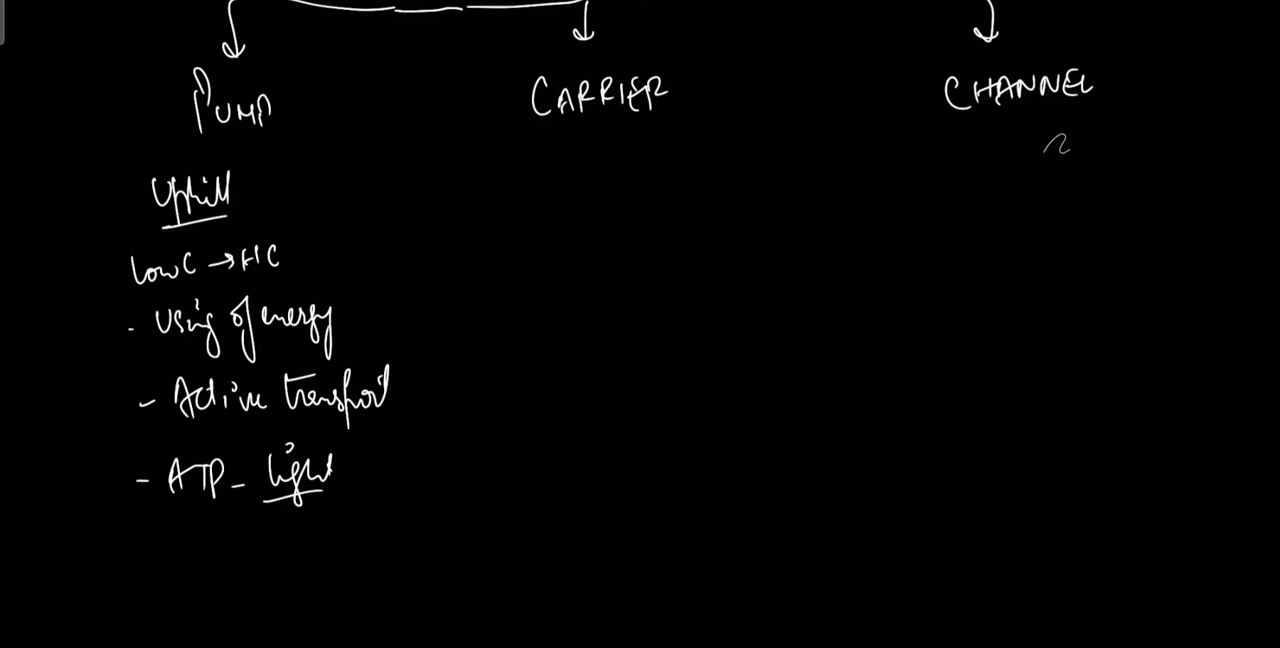 PUMP CARRIER CHANNEL
Uphill
Low C → HC
- Using of energy
- Active transport
- ATP - light